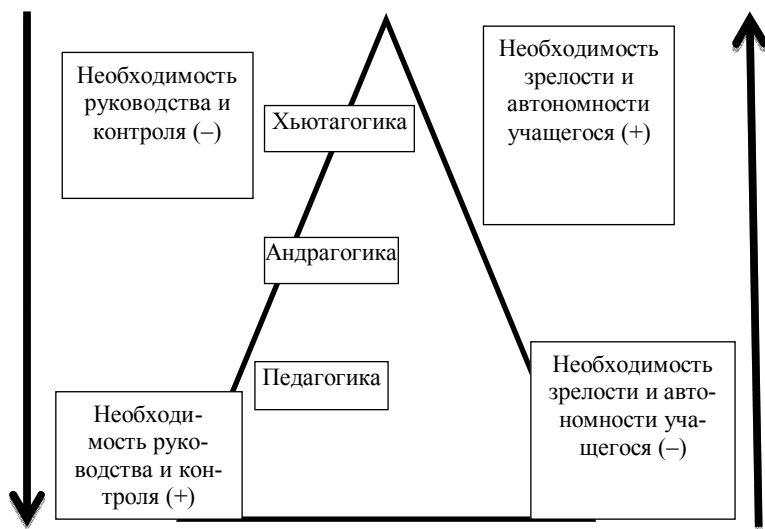 Необходимость
руководства и
контроля (–)
Необходимость
зрелости и
автономности
учащегося (+)
Хьютагогика
Андрагогика
Педагогика
Необходи-
мость руко-
водства и кон-
троля (+)
Необходимость
зрелости и авто-
номности уча-
щегося (–)